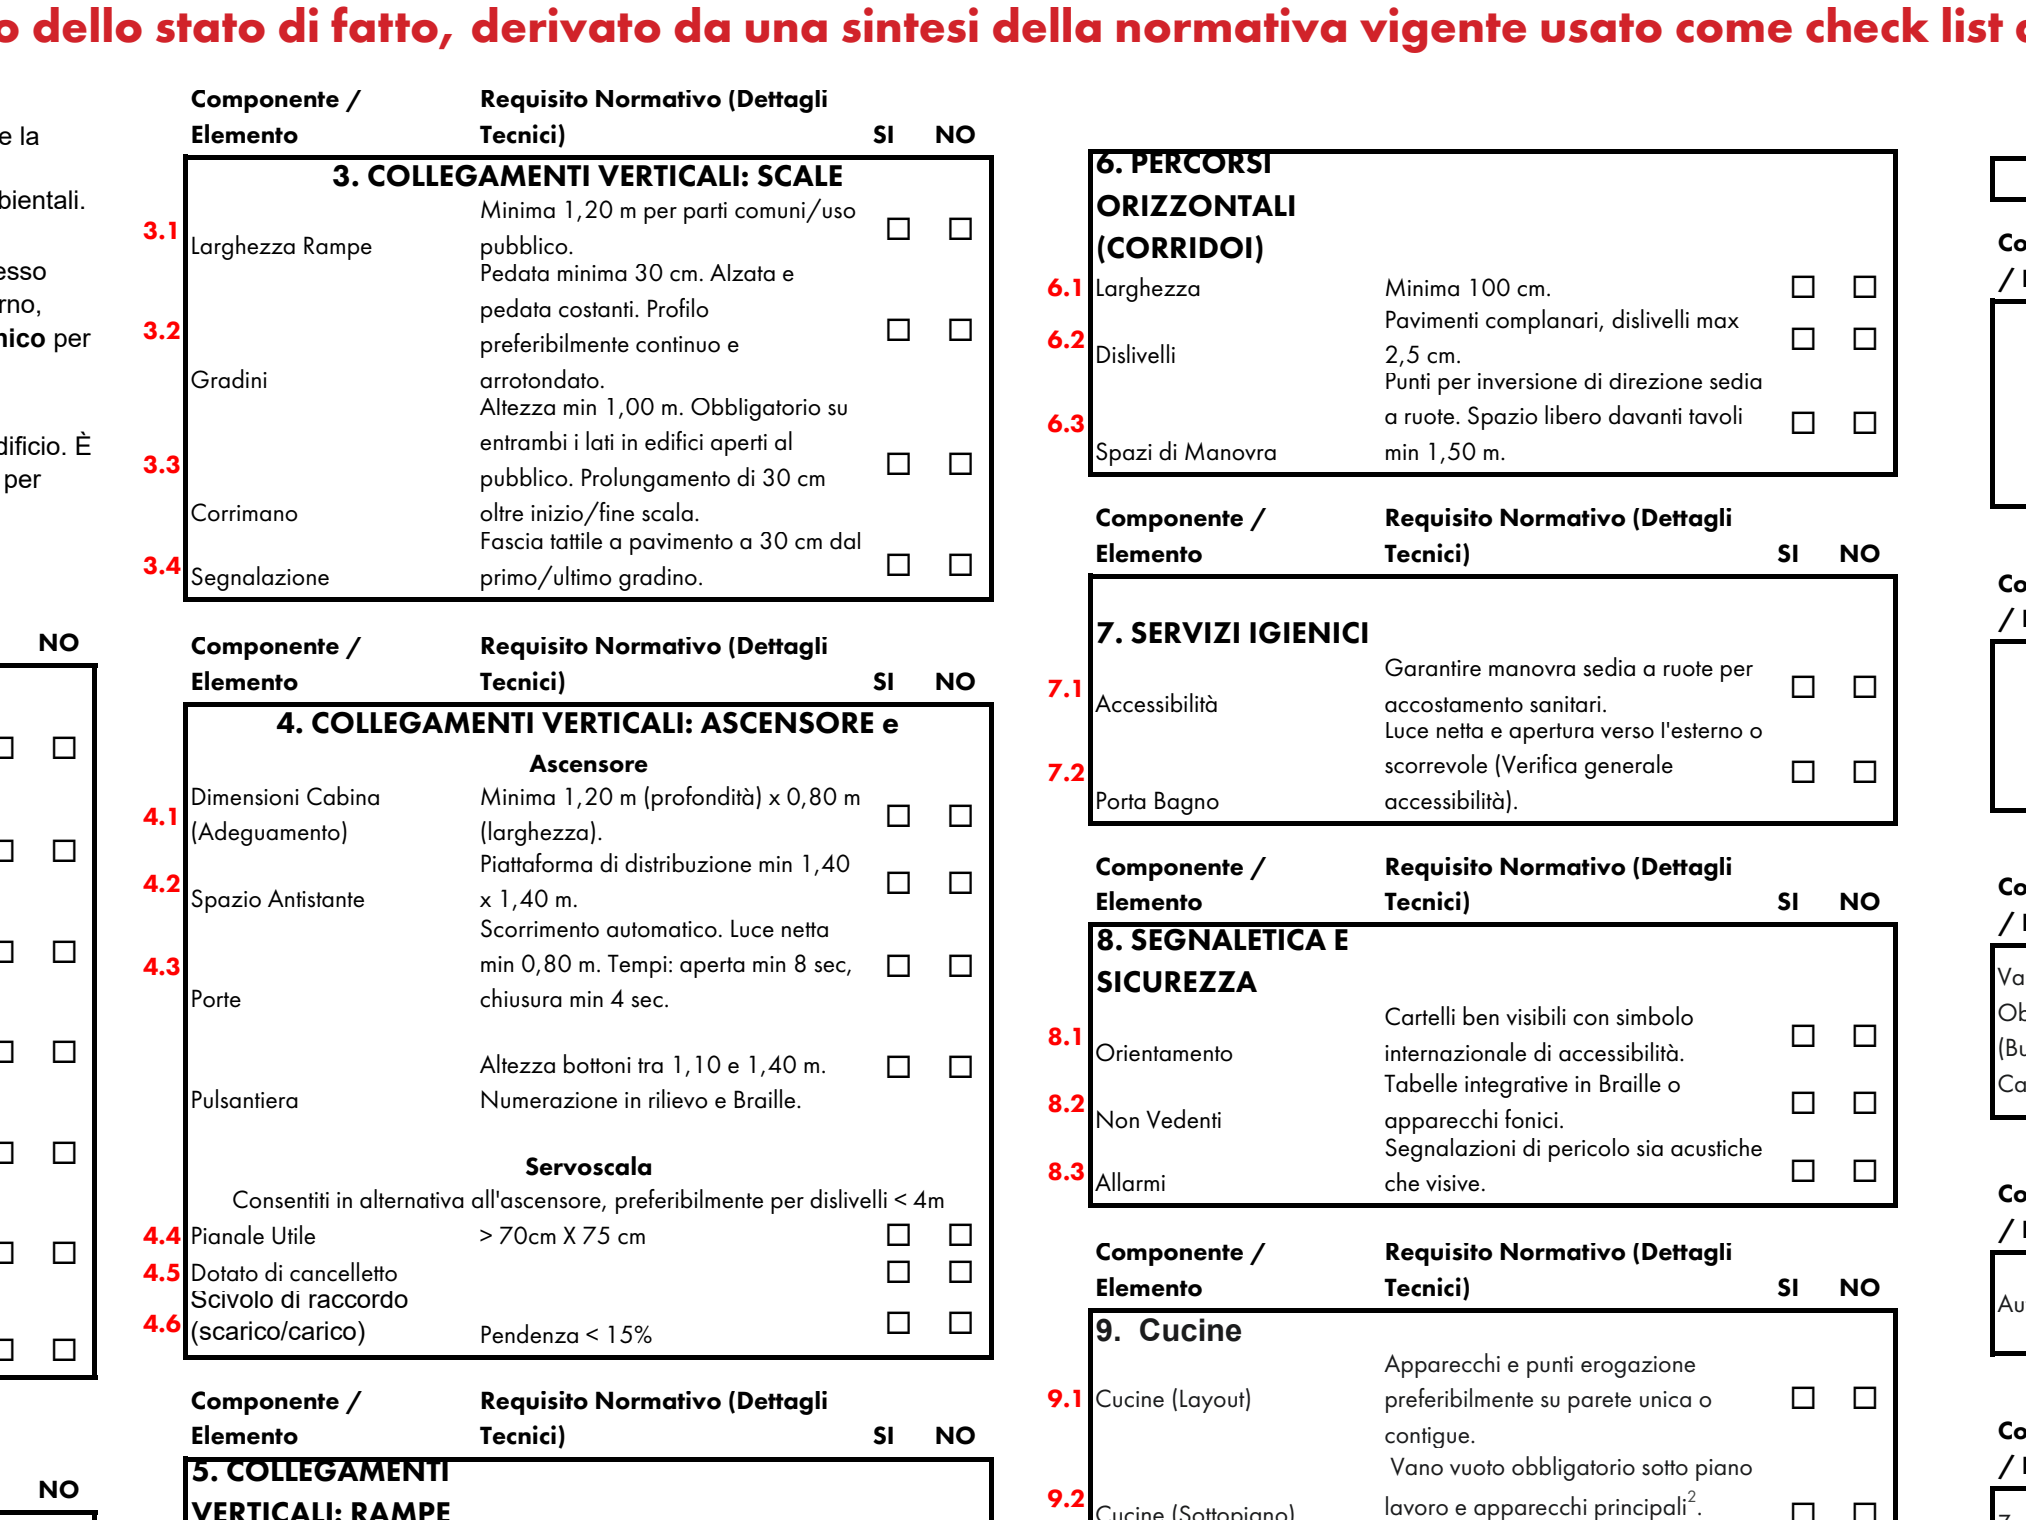 o dello stato di fatto, derivato da una sintesi della normativa vigente usato come check list
e la
bientali.
esso
rno,
nico per
dificio. È
per
NO
NO
Componente / Requisito Normativo (Dettagli
Elemento Tecnici) SI NO
3. COLLEGAMENTI VERTICALI: SCALE
Minima 1,20 m per parti comuni/uso
3.1
Larghezza Rampe pubblico.
Pedata minima 30 cm. Alzata e
pedata costanti. Profilo
3.2
preferibilmente continuo e
Gradini arrotondato.
Altezza min 1,00 m. Obbligatorio su
entrambi i lati in edifici aperti al
3.3
pubblico. Prolungamento di 30 cm
Corrimano oltre inizio/fine scala.
Fascia tattile a pavimento a 30 cm dal
3.4
Segnalazione primo/ultimo gradino.
Componente / Requisito Normativo (Dettagli
Elemento Tecnici) SI NO
4. COLLEGAMENTI VERTICALI: ASCENSORE e
Ascensore
Dimensioni Cabina Minima 1,20 m (profondità) x 0,80 m
4.1
(Adeguamento) (larghezza).
Piattaforma di distribuzione min 1,40
4.2
Spazio Antistante x 1,40 m.
Scorrimento automatico. Luce netta
4.3 min 0,80 m. Tempi: aperta min 8 sec,
Porte chiusura min 4 sec.
Altezza bottoni tra 1,10 e 1,40 m.
Pulsantiera Numerazione in rilievo e Braille.
Servoscala
Consentiti in alternativa all'ascensore, preferibilmente per dislivelli < 4m
4.4 Pianale Utile > 70cm X 75 cm
4.5 Dotato di cancelletto
Scivolo di raccordo
4.6
(scarico/carico) Pendenza < 15%
Componente / Requisito Normativo (Dettagli
Elemento Tecnici) SI NO
5. COLLEGAMENTI
VERTICALI: RAMPE
6. PERCORSI
ORIZZONTALI
(CORRIDOI)
6.1 Larghezza Minima 100 cm.
Pavimenti complanari, dislivelli max
6.2
Dislivelli 2,5 cm.
Punti per inversione di direzione sedia
6.3 a ruote. Spazio libero davanti tavoli
Spazi di Manovra min 1,50 m.
Componente / Requisito Normativo (Dettagli
Elemento Tecnici) SI NO
7. SERVIZI IGIENICI
Garantire manovra sedia a ruote per
7.1
Accessibilità accostamento sanitari.
Luce netta e apertura verso l'esterno o
7.2 scorrevole (Verifica generale
Porta Bagno accessibilità).
Componente / Requisito Normativo (Dettagli
Elemento Tecnici) SI NO
8. SEGNALETICA E
SICUREZZA
Cartelli ben visibili con simbolo
8.1
Orientamento internazionale di accessibilità.
Tabelle integrative in Braille o
8.2
Non Vedenti apparecchi fonici.
Segnalazioni di pericolo sia acustiche
8.3
Allarmi che visive.
Componente / Requisito Normativo (Dettagli
Elemento Tecnici) SI NO
9. Cucine
Apparecchi e punti erogazione
9.1 Cucine (Layout) preferibilmente su parete unica o
contigue.
Vano vuoto obbligatorio sotto piano
9.2
Cucine (Sottopiano) lavoro e apparecchi principali².
Co
/
Co
/
Co
/
Va
Ob
(Bu
Ca
Co
/
Au
Co
/